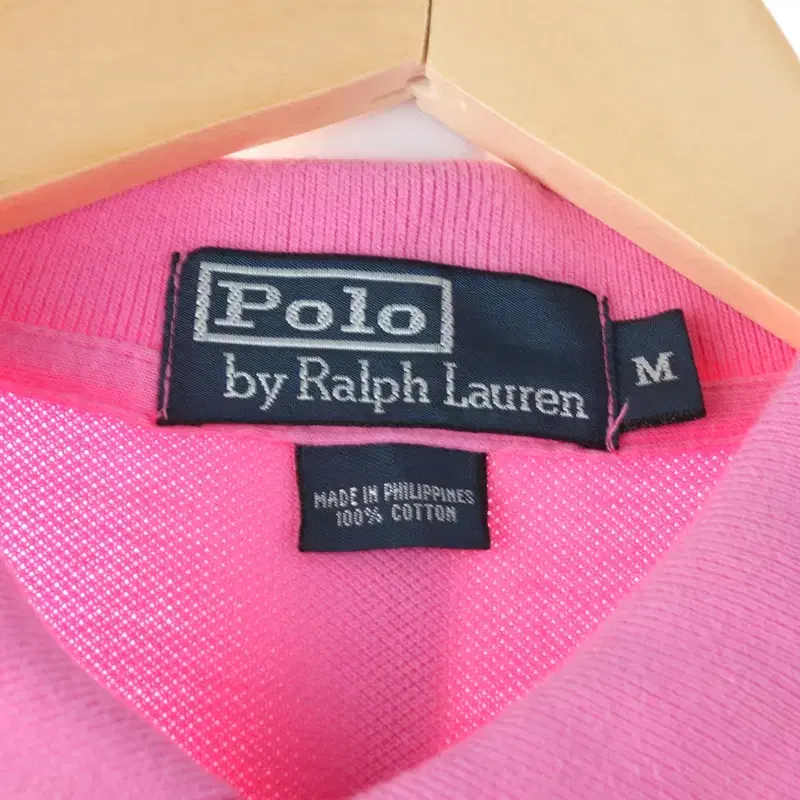 Polo
by Ralph Lauren
M
MADE IN PHILIPPINES
100% COTTON